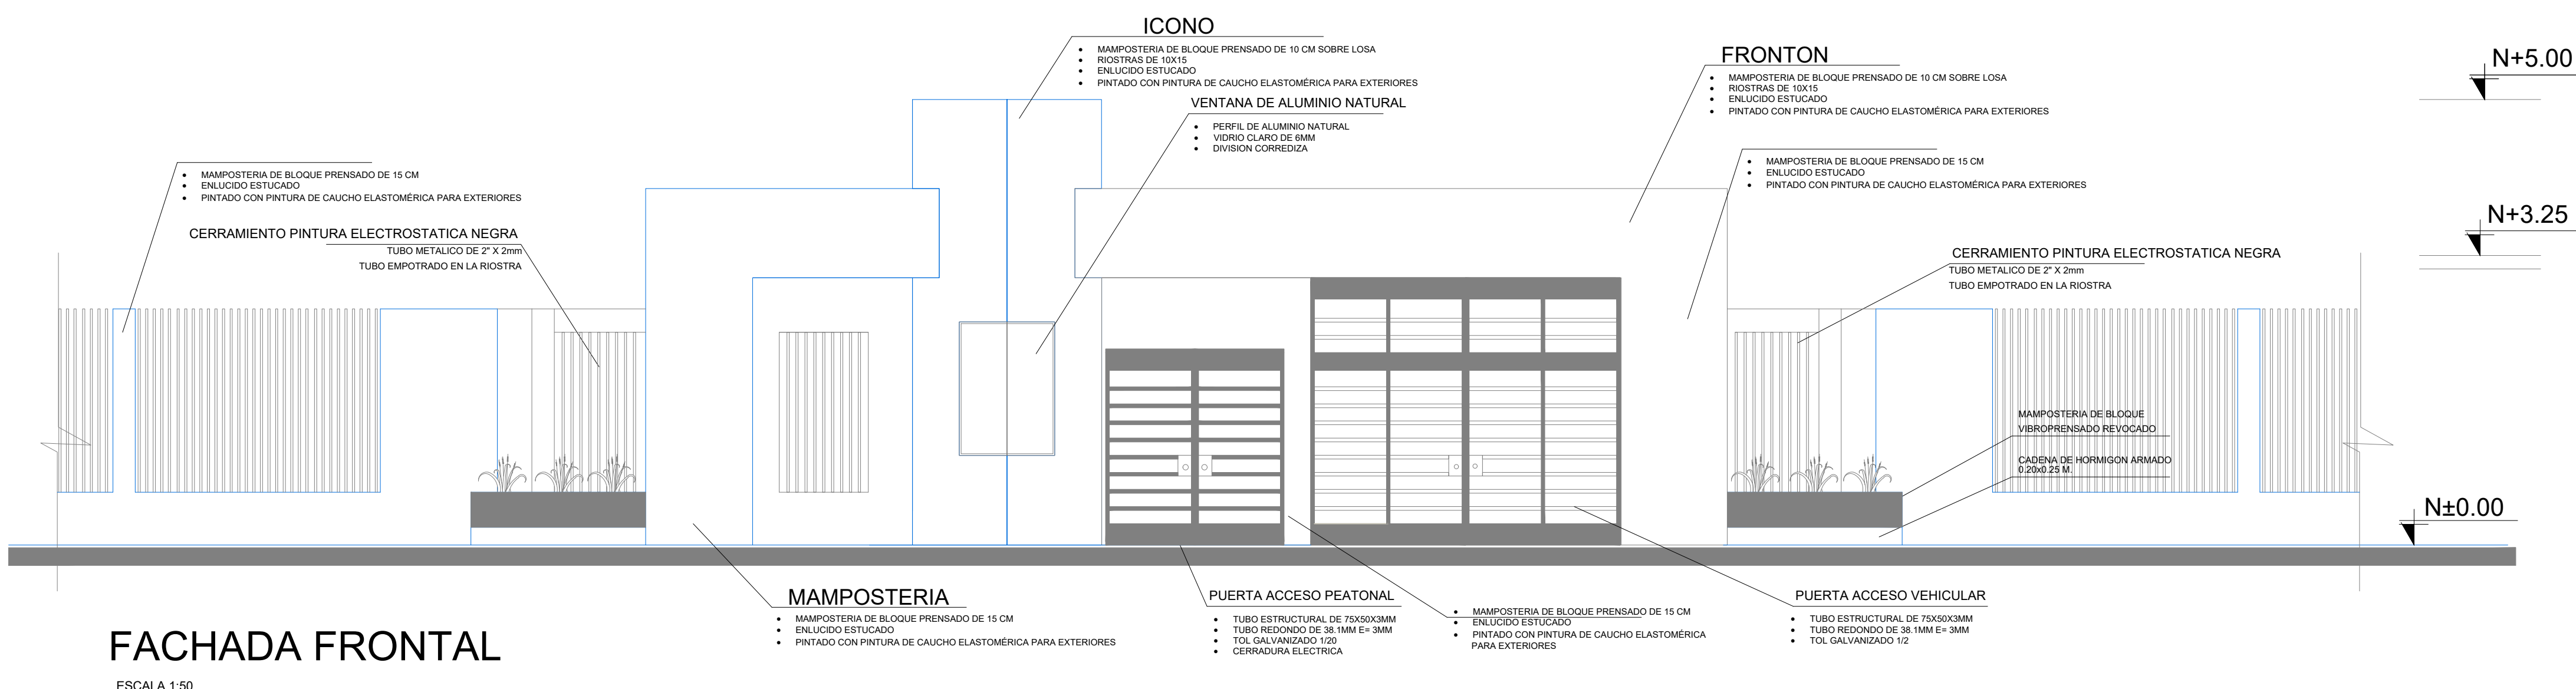 ICONO
• MAMPOSTERIA DE BLOQUE PRENSADO DE 10 CM SOBRE LOSA
• RIOSTRAS DE 10X15
• ENLUCIDO ESTUCADO
• PINTADO CON PINTURA DE CAUCHO ELASTOMÉRICA PARA EXTERIORES
FRONTON
• MAMPOSTERIA DE BLOQUE PRENSADO DE 10 CM SOBRE LOSA
• RIOSTRAS DE 10X15
• ENLUCIDO ESTUCADO
• PINTADO CON PINTURA DE CAUCHO ELASTOMÉRICA PARA EXTERIORES
N+5.00
VENTANA DE ALUMINIO NATURAL
• PERFIL DE ALUMINIO NATURAL
• VIDRIO CLARO DE 6MM
• DIVISION CORREDIZA
• MAMPOSTERIA DE BLOQUE PRENSADO DE 15 CM
• ENLUCIDO ESTUCADO
• PINTADO CON PINTURA DE CAUCHO ELASTOMÉRICA PARA EXTERIORES
• MAMPOSTERIA DE BLOQUE PRENSADO DE 15 CM
• ENLUCIDO ESTUCADO
• PINTADO CON PINTURA DE CAUCHO ELASTOMÉRICA PARA EXTERIORES
N+3.25
CERRAMIENTO PINTURA ELECTROSTATICA NEGRA
TUBO METALICO DE 2" X 2mm
TUBO EMPOTRADO EN LA RIOSTRA
CERRAMIENTO PINTURA ELECTROSTATICA NEGRA
TUBO METALICO DE 2" X 2mm
TUBO EMPOTRADO EN LA RIOSTRA
MAMPOSTERIA DE BLOQUE
VIBROPRENSADO REVOCADO
CADENA DE HORMIGON ARMADO
0.20x0.25 M.
N±0.00
MAMPOSTERIA
• MAMPOSTERIA DE BLOQUE PRENSADO DE 15 CM
• ENLUCIDO ESTUCADO
• PINTADO CON PINTURA DE CAUCHO ELASTOMÉRICA PARA EXTERIORES
PUERTA ACCESO PEATONAL
• TUBO ESTRUCTURAL DE 75X50X3MM
• TUBO REDONDO DE 38.1MM E= 3MM
• TOL GALVANIZADO 1/20
• CERRADURA ELECTRICA
• MAMPOSTERIA DE BLOQUE PRENSADO DE 15 CM
• ENLUCIDO ESTUCADO
• PINTADO CON PINTURA DE CAUCHO ELASTOMÉRICA
PARA EXTERIORES
PUERTA ACCESO VEHICULAR
• TUBO ESTRUCTURAL DE 75X50X3MM
• TUBO REDONDO DE 38.1MM E= 3MM
• TOL GALVANIZADO 1/2
FACHADA FRONTAL
ESCALA 1:50